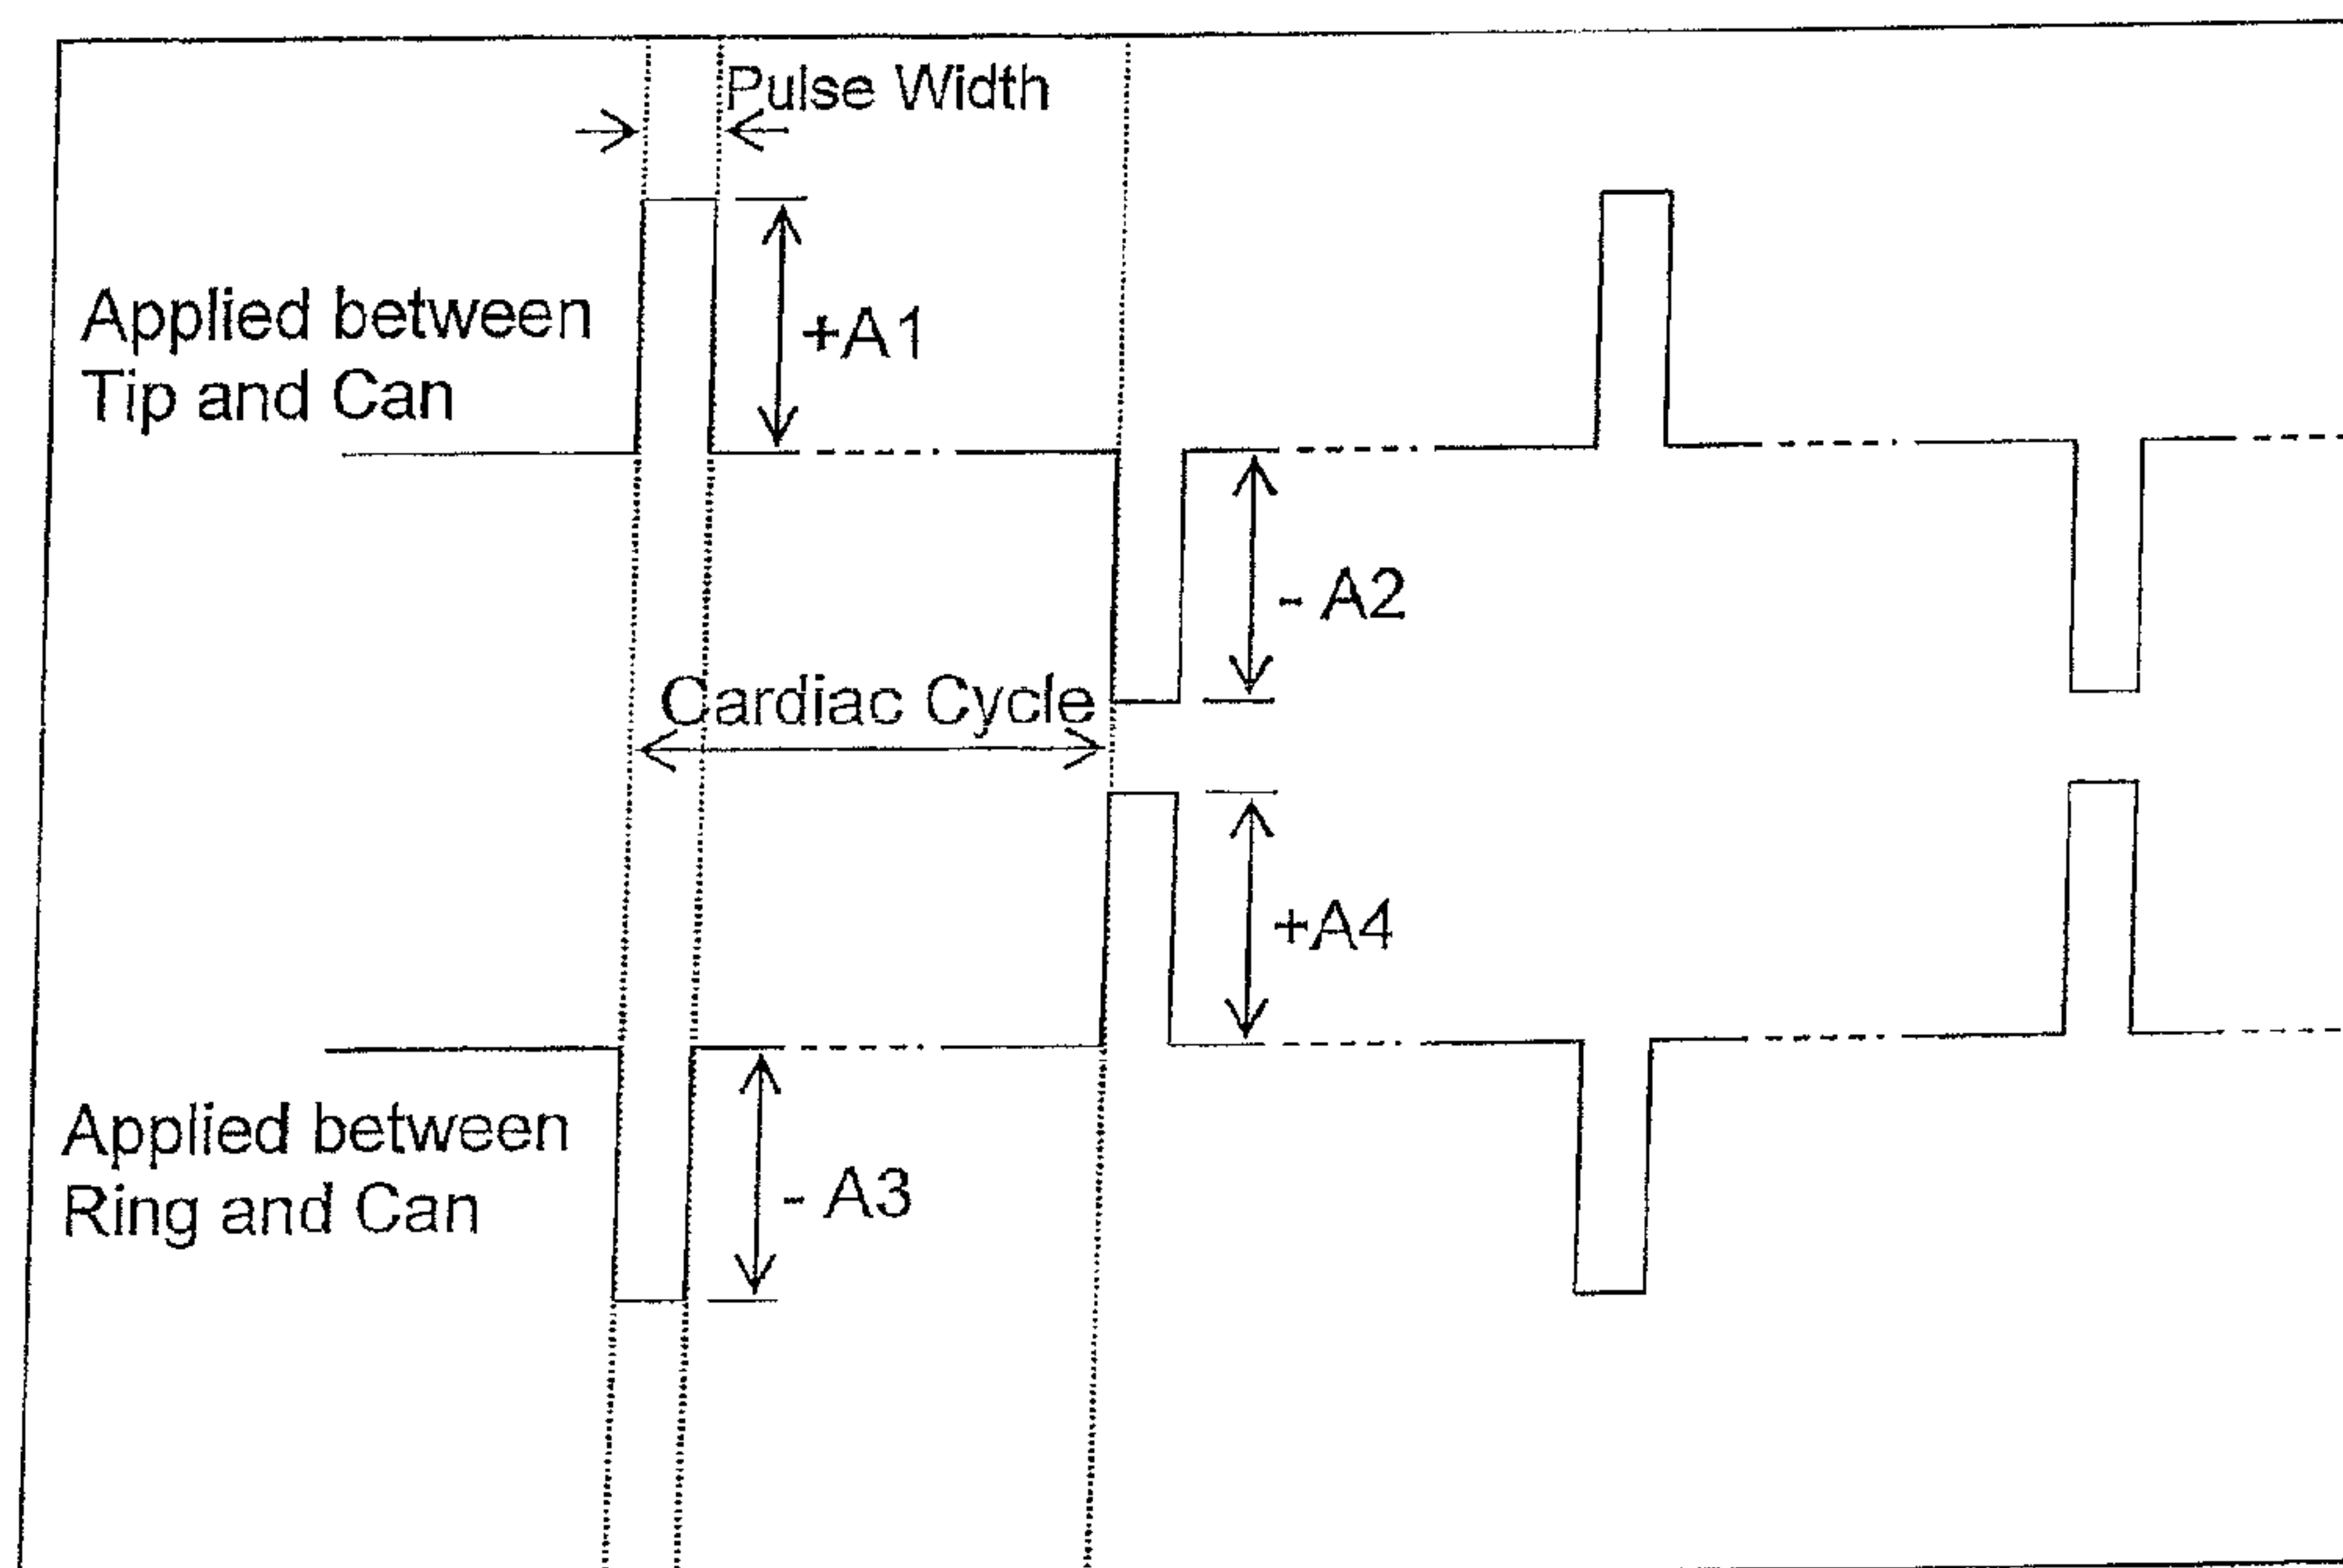 Pulse Width
Applied between
Tip and Can
+A1
- A2
Cardiac Cycle
+A4
Applied between
Ring and Can
- A3